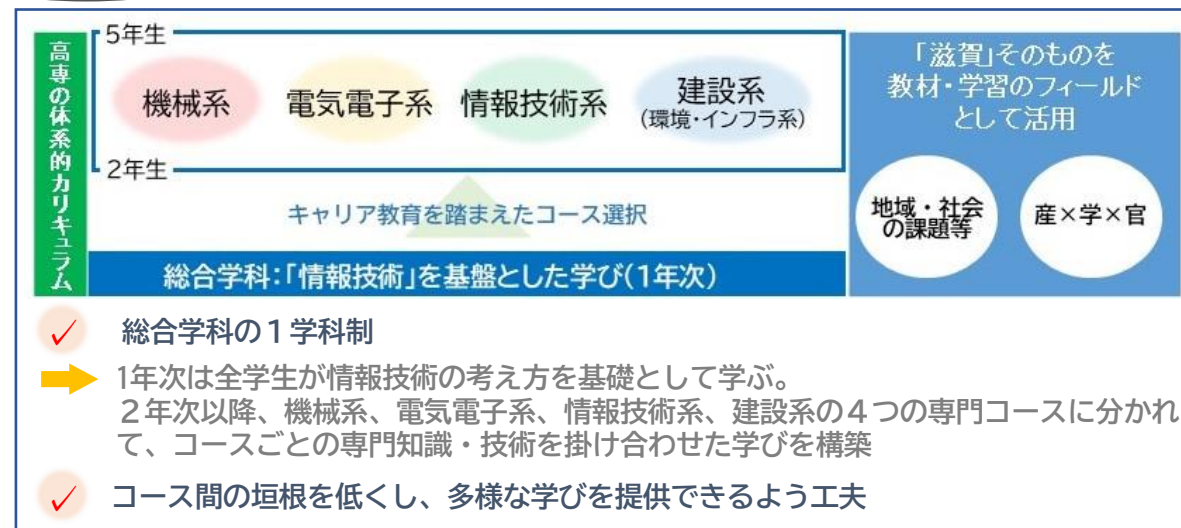 高専の体系的カリキュラム
5年生
機械系
電気電子系
情報技術系
建設系
(環境・インフラ系)
2年生
キャリア教育を踏まえたコース選択
総合学科:「情報技術」を基盤とした学び(1年次)
「滋賀」そのものを
教材・学習のフィールド
として活用
地域・社会
の課題等
産×学×官
✓ 総合学科の1学科制
1年次は全学生が情報技術の考え方を基礎として学ぶ。
2年次以降、機械系、電気電子系、情報技術系、建設系の4つの専門コースに分かれ
て、コースごとの専門知識・技術を掛け合わせた学びを構築
✓ コース間の垣根を低くし、多様な学びを提供できるよう工夫